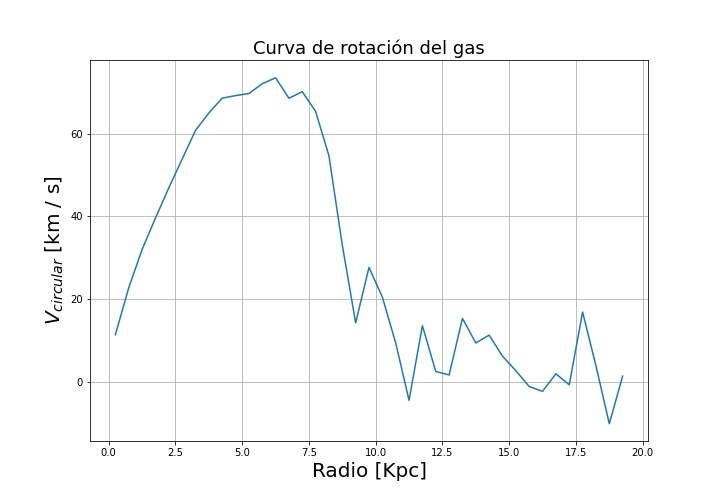 Curva de rotación del gas
V_circular [km / s]
60
40
20
0
0.0 2.5 5.0 7.5 10.0 12.5 15.0 17.5 20.0
Radio [Kpc]